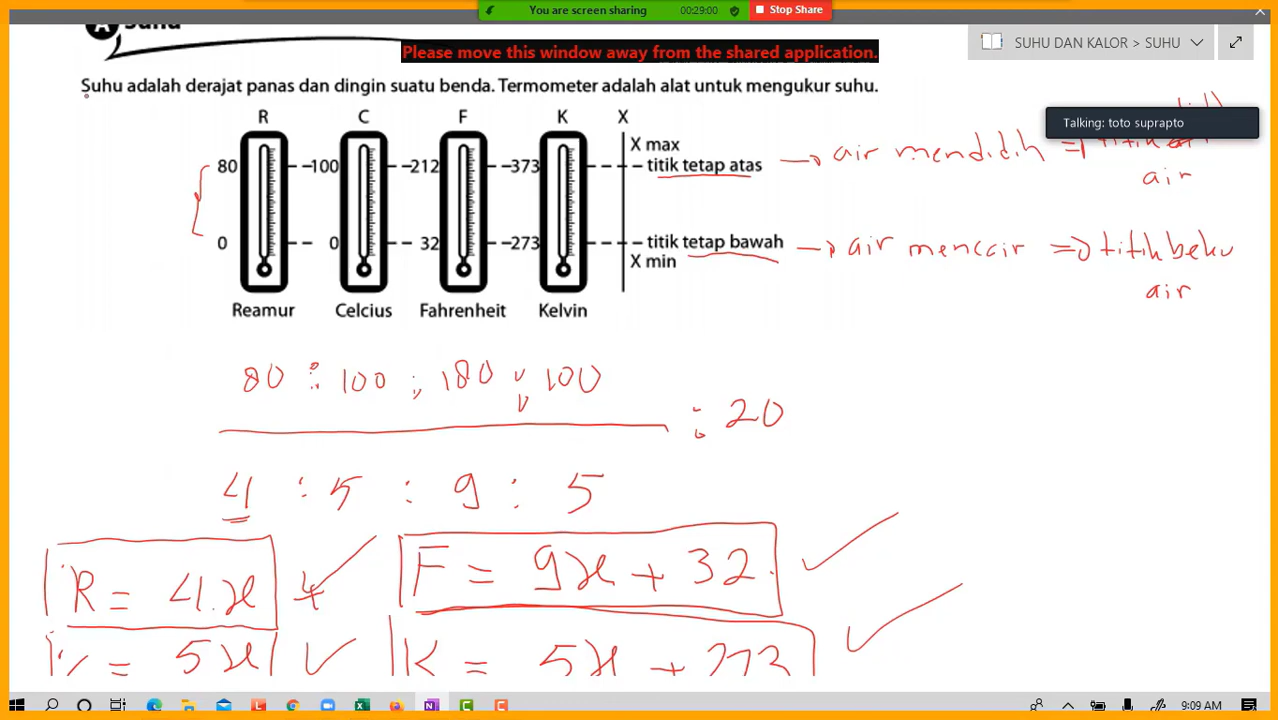 You are screen sharing 00:29:00 Stop Share
A Suhu
Please move this window away from the shared application.
SUHU DAN KALOR > SUHU
Suhu adalah derajat panas dan dingin suatu benda. Termometer adalah alat untuk mengukur suhu.
Talking: toto suprapto
R C F K X
X max
80 100 212 373 titik tetap atas → air mendidih ⇒ titik
air
0 0 32 273 titik tetap bawah → air mencair ⇒ titik beku
X min
air
Reamur Celcius Fahrenheit Kelvin
80 : 100 : 180 : 100
: 20
4 : 5 : 9 : 5
R = 4.x
F = 9x + 32
= 5x
K = 5x + 273
9:09 AM